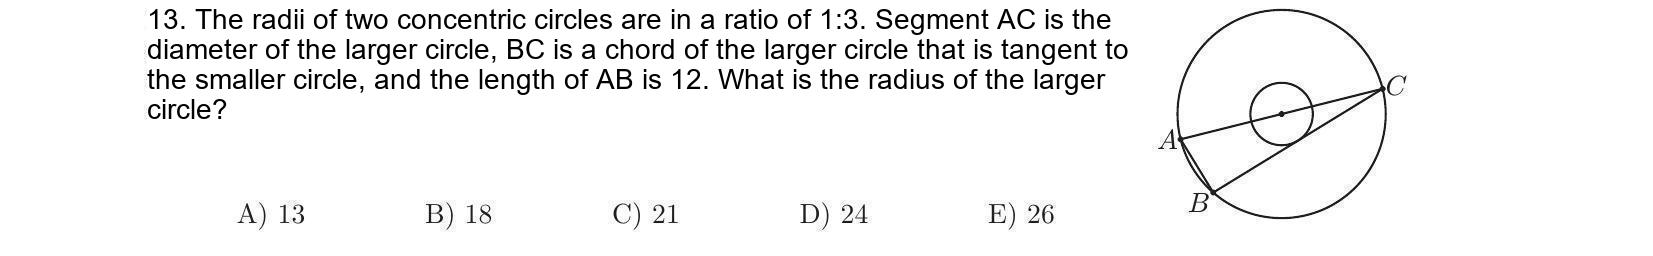 13. The radii of two concentric circles are in a ratio of 1:3. Segment AC is the
diameter of the larger circle, BC is a chord of the larger circle that is tangent to
the smaller circle, and the length of AB is 12. What is the radius of the larger
circle?
C
A
B
A) 13 B) 18 C) 21 D) 24 E) 26